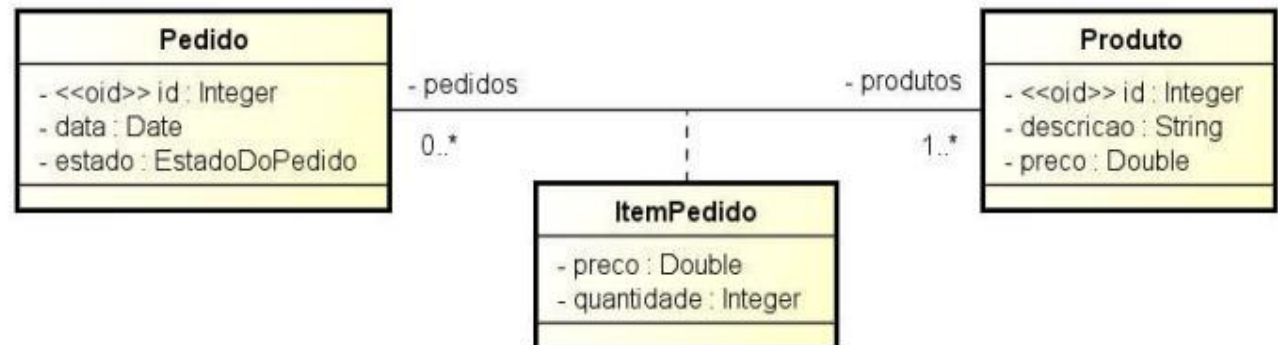 Pedido
- <<oid>> id : Integer
- data : Date
- estado : EstadoDoPedido
- pedidos
0..*
- produtos
1..*
Produto
- <<oid>> id : Integer
- descricao : String
- preco : Double
ItemPedido
- preco : Double
- quantidade : Integer